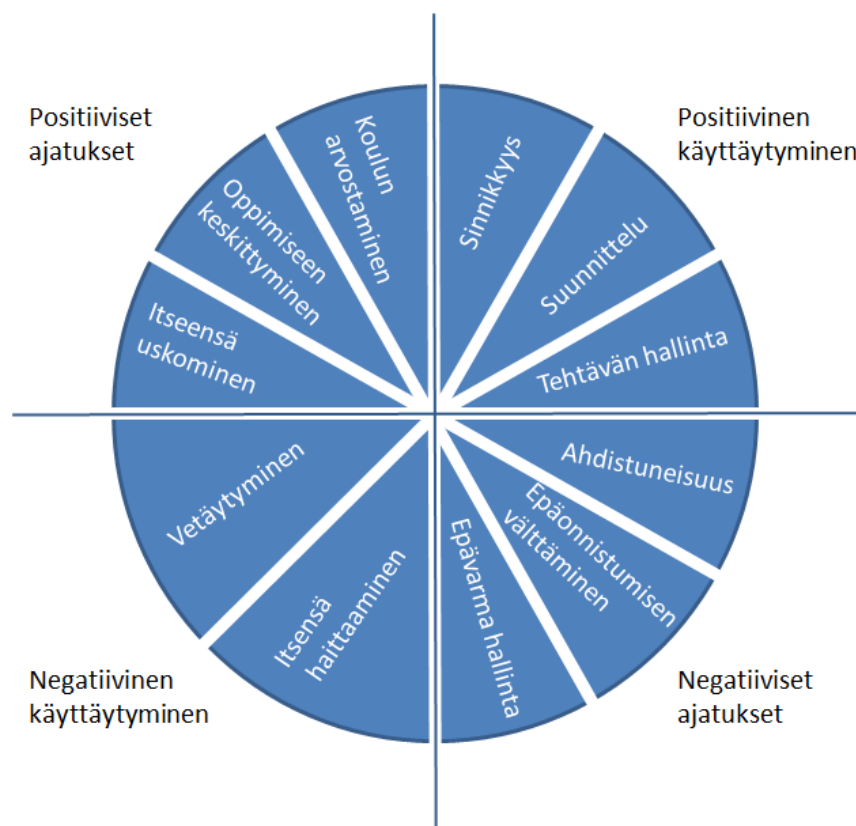 Positiiviset
ajatukset
Positiivinen
käyttäytyminen
Koulun
arvostaminen
Sinnikkyys
Oppimiseen
keskittyminen
Suunnittelu
Itseensä
uskominen
Tehtävän hallinta
Vetäytyminen
Ahdistuneisuus
Itsensä
haittaaminen
Epävarma hallinta
Epäonnistumisen
välttäminen
Negatiivinen
käyttäytyminen
Negatiiviset
ajatukset